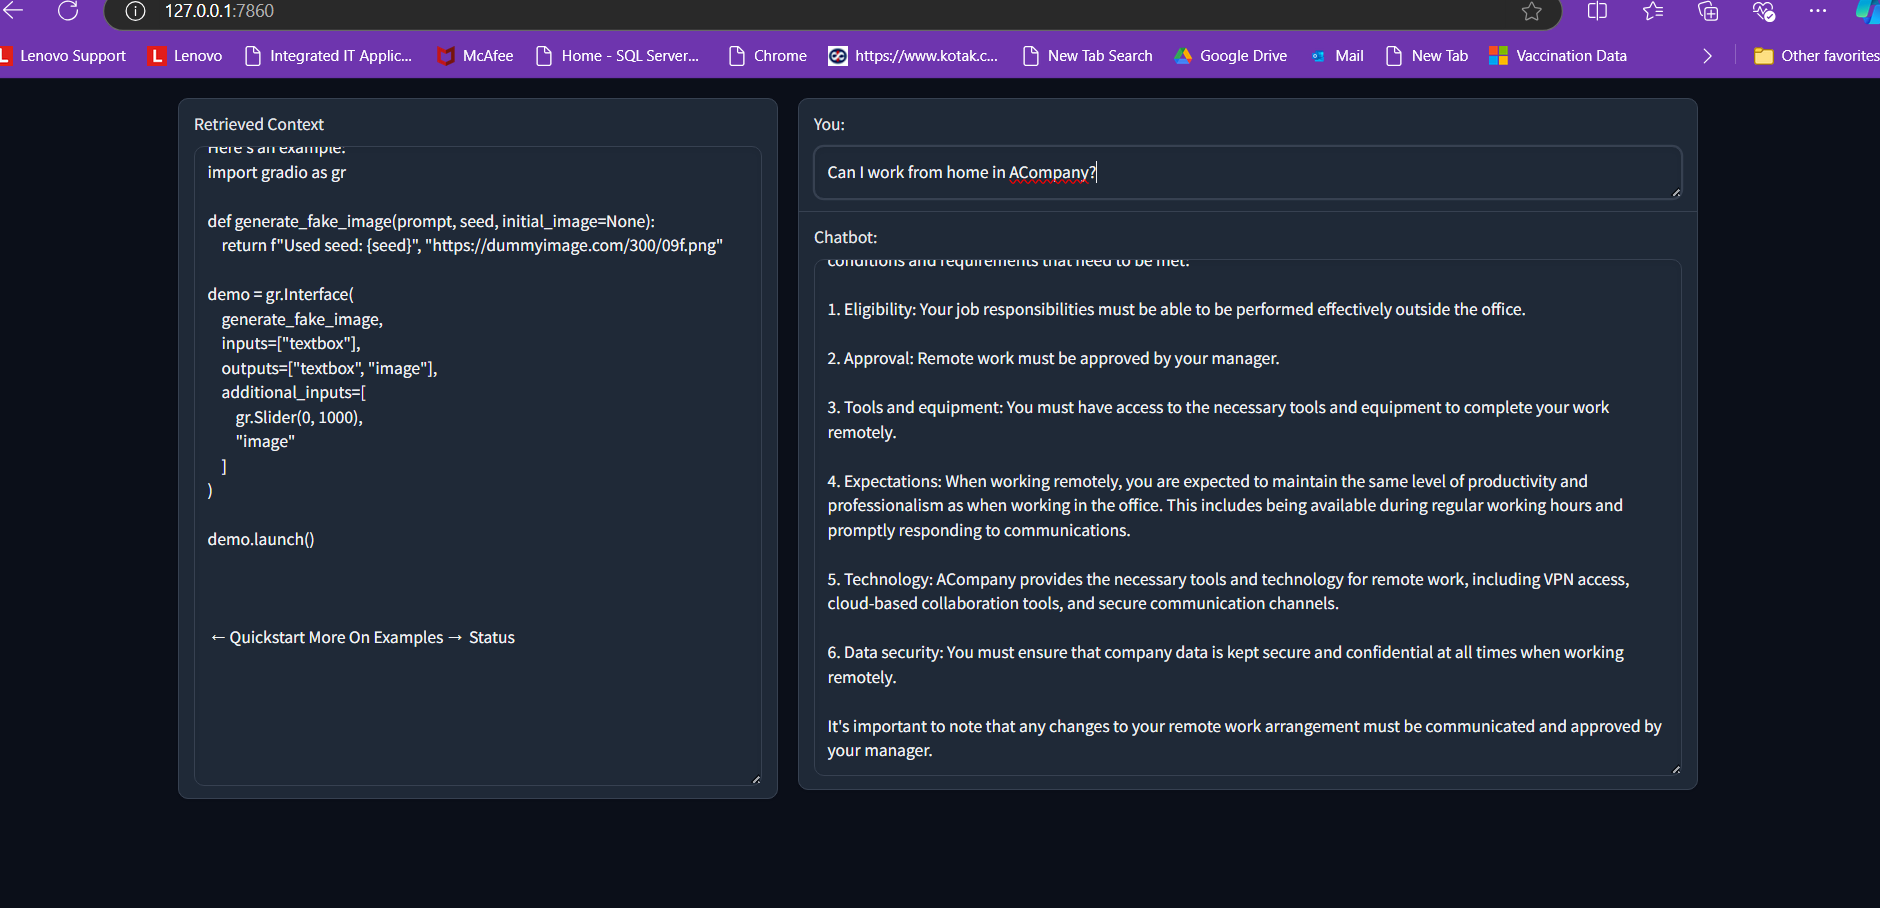 127.0.0.1:7860
Lenovo Support
Lenovo
Integrated IT Applic...
McAfee
Home - SQL Server...
Chrome
https://www.kotak.c...
New Tab Search
Google Drive
Mail
New Tab
Vaccination Data
Other favorites
Retrieved Context
Here's an example:
import gradio as gr
def generate_fake_image(prompt, seed, initial_image=None):
return f"Used seed: {seed}", "https://dummyimage.com/300/09f.png"
demo = gr.Interface(
generate_fake_image,
inputs=["textbox"],
outputs=["textbox", "image"],
additional_inputs=[
gr.Slider(0, 1000),
"image"
]
)
demo.launch()
← Quickstart More On Examples → Status
You:
Can I work from home in ACompany?
Chatbot:
conditions and requirements that need to be met:
1. Eligibility: Your job responsibilities must be able to be performed effectively outside the office.
2. Approval: Remote work must be approved by your manager.
3. Tools and equipment: You must have access to the necessary tools and equipment to complete your work
remotely.
4. Expectations: When working remotely, you are expected to maintain the same level of productivity and
professionalism as when working in the office. This includes being available during regular working hours and
promptly responding to communications.
5. Technology: ACompany provides the necessary tools and technology for remote work, including VPN access,
cloud-based collaboration tools, and secure communication channels.
6. Data security: You must ensure that company data is kept secure and confidential at all times when working
remotely.
It's important to note that any changes to your remote work arrangement must be communicated and approved by
your manager.